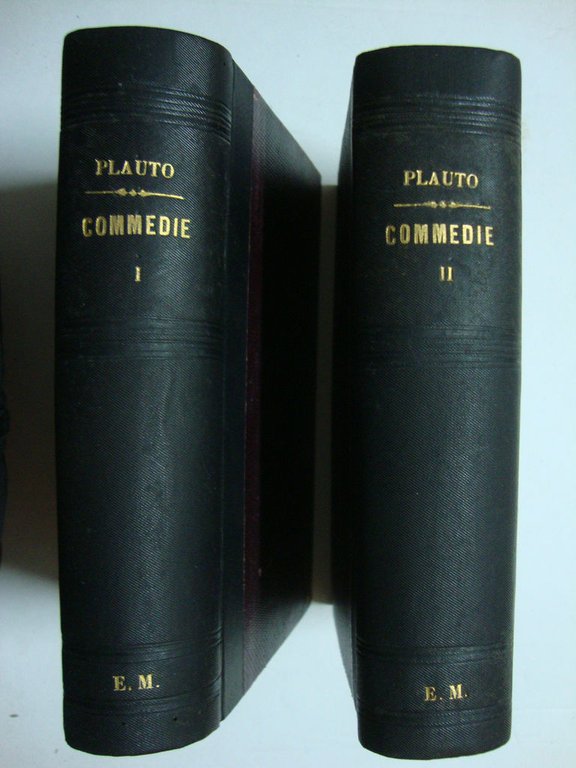 PLAUTO
COMMEDIE
I
E. M.
PLAUTO
COMMEDIE
II
E. M.